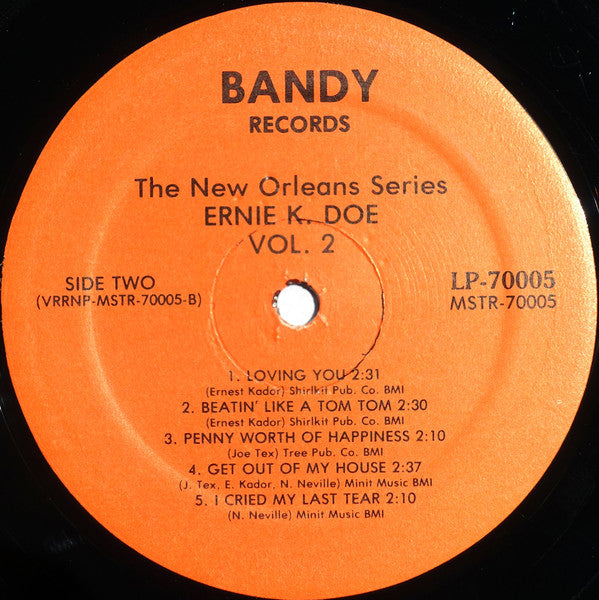 BANDY
RECORDS
The New Orleans Series
ERNIE K. DOE
VOL. 2
SIDE TWO
(VRRNP-MSTR-70005-B)
LP-70005
MSTR-70005
1. LOVING YOU 2:31
(Ernest Kador) Shirlkit Pub. Co. BMI
2. BEATIN' LIKE A TOM TOM 2:30
(Ernest Kador) Shirlkit Pub. Co. BMI
3. PENNY WORTH OF HAPPINESS 2:10
(Joe Tex) Tree Pub. Co. BMI
4. GET OUT OF MY HOUSE 2:37
(J. Tex, E. Kador, N. Neville) Minit Music BMI
5. I CRIED MY LAST TEAR 2:10
(N. Neville) Minit Music BMI